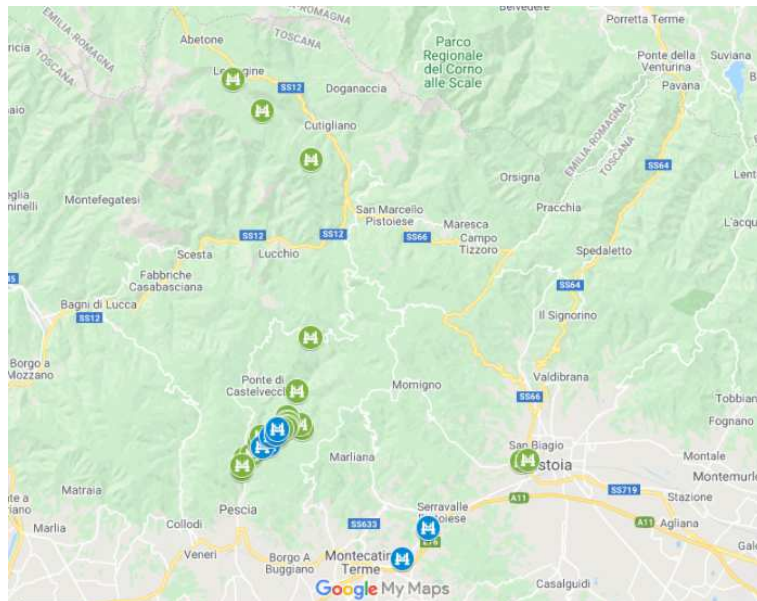 Belvedere
Porretta Terme
Abetone
EMILIA-ROMAGNA
TOSCANA
TOSCANA
Parco
Regionale
del Corno
alle Scale
Ponte della
Venturina
Suviana
Pavana
SS12
Doganaccia
Cutigliano
EMILIA-ROMAGNA
TOSCANA
SS64
Orsigna
Montefegatesi
San Marcello
Pistoiese
Maresca
Pracchia
Campo
Tizzoro
SS12
SS12
SS66
Scesta
Lucchio
Spedaletto
Fabbriche
Casabasciana
SS64
Bagni di Lucca
SS12
Il Signorino
Borgo a
Mozzano
Ponte di
Momigno
Valdibrana
SS66
Fognano
San Biagio
Marliana
Montale
Matraia
Pescia
SS719
Stazione
Serravalle
A11
Marlia
Collodi
SS633
A11
Agliana
Veneri
Borgo A
Buggiano
Terme
Casalguidi
Google My Maps